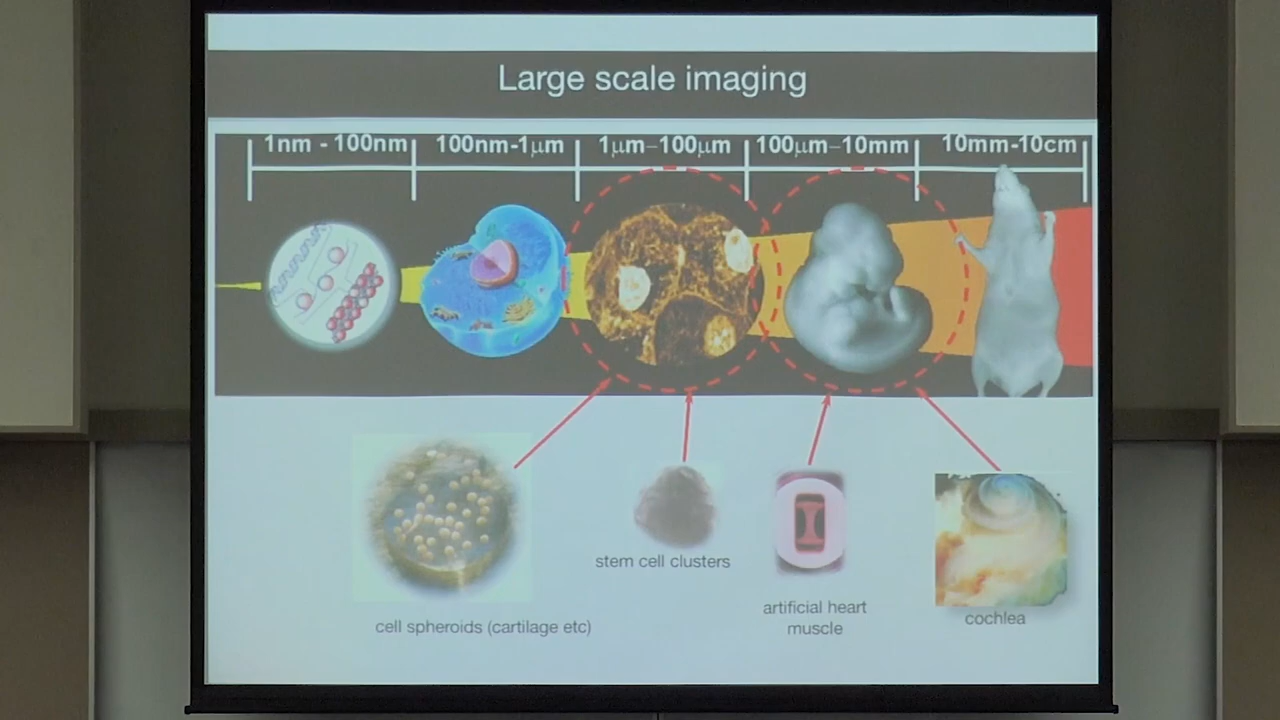 Large scale imaging
1nm - 100nm
100nm-1μm
1μm–100μm
100μm–10mm
10mm-10cm
stem cell clusters
artificial heart
muscle
cochlea
cell spheroids (cartilage etc)